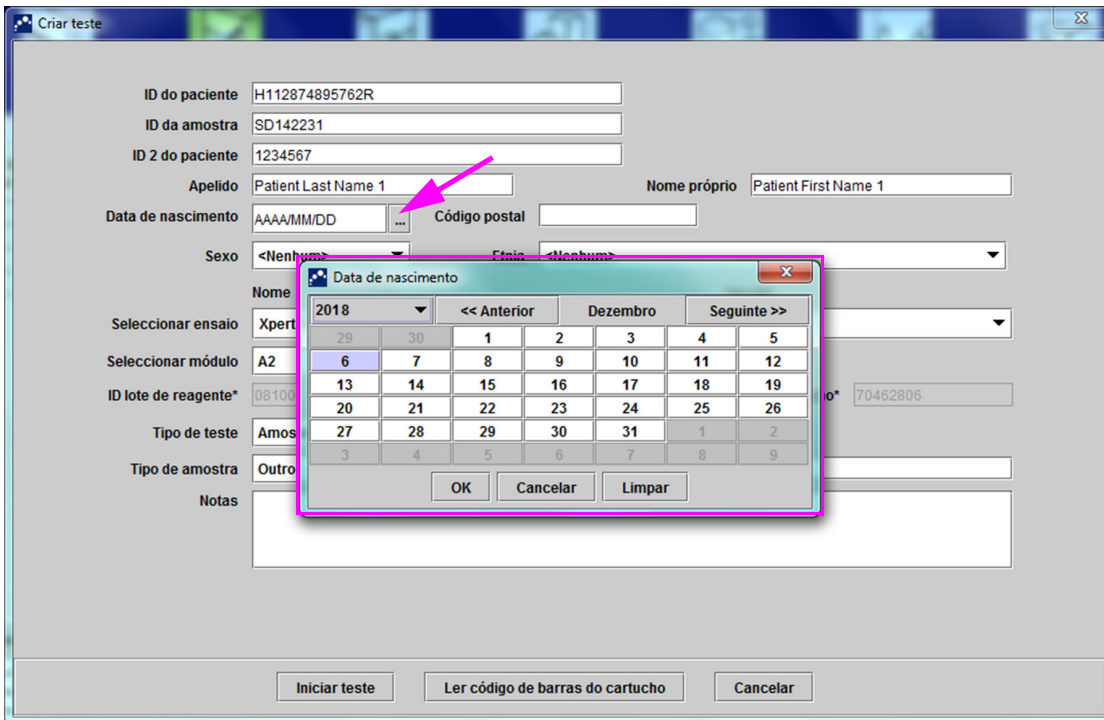 Criar teste
ID do paciente H112874895762R
ID da amostra SD142231
ID 2 do paciente 1234567
Apelido Patient Last Name 1 Nome próprio Patient First Name 1
Data de nascimento AAAA/MM/DD ... Código postal
Sexo <Nenhum> Etnia <Nenhum>
Data de nascimento
Nome
2018 << Anterior Dezembro Seguinte >>
29 30 1 2 3 4 5
6 7 8 9 10 11 12
13 14 15 16 17 18 19
20 21 22 23 24 25 26
27 28 29 30 31 1 2
3 4 5 6 7 8 9
OK Cancelar Limpar
Seleccionar ensaio Xpert
Seleccionar módulo A2
ID lote de reagente* 08100 o* 70462806
Tipo de teste Amos
Tipo de amostra Outro
Notas
Iniciar teste Ler código de barras do cartucho Cancelar